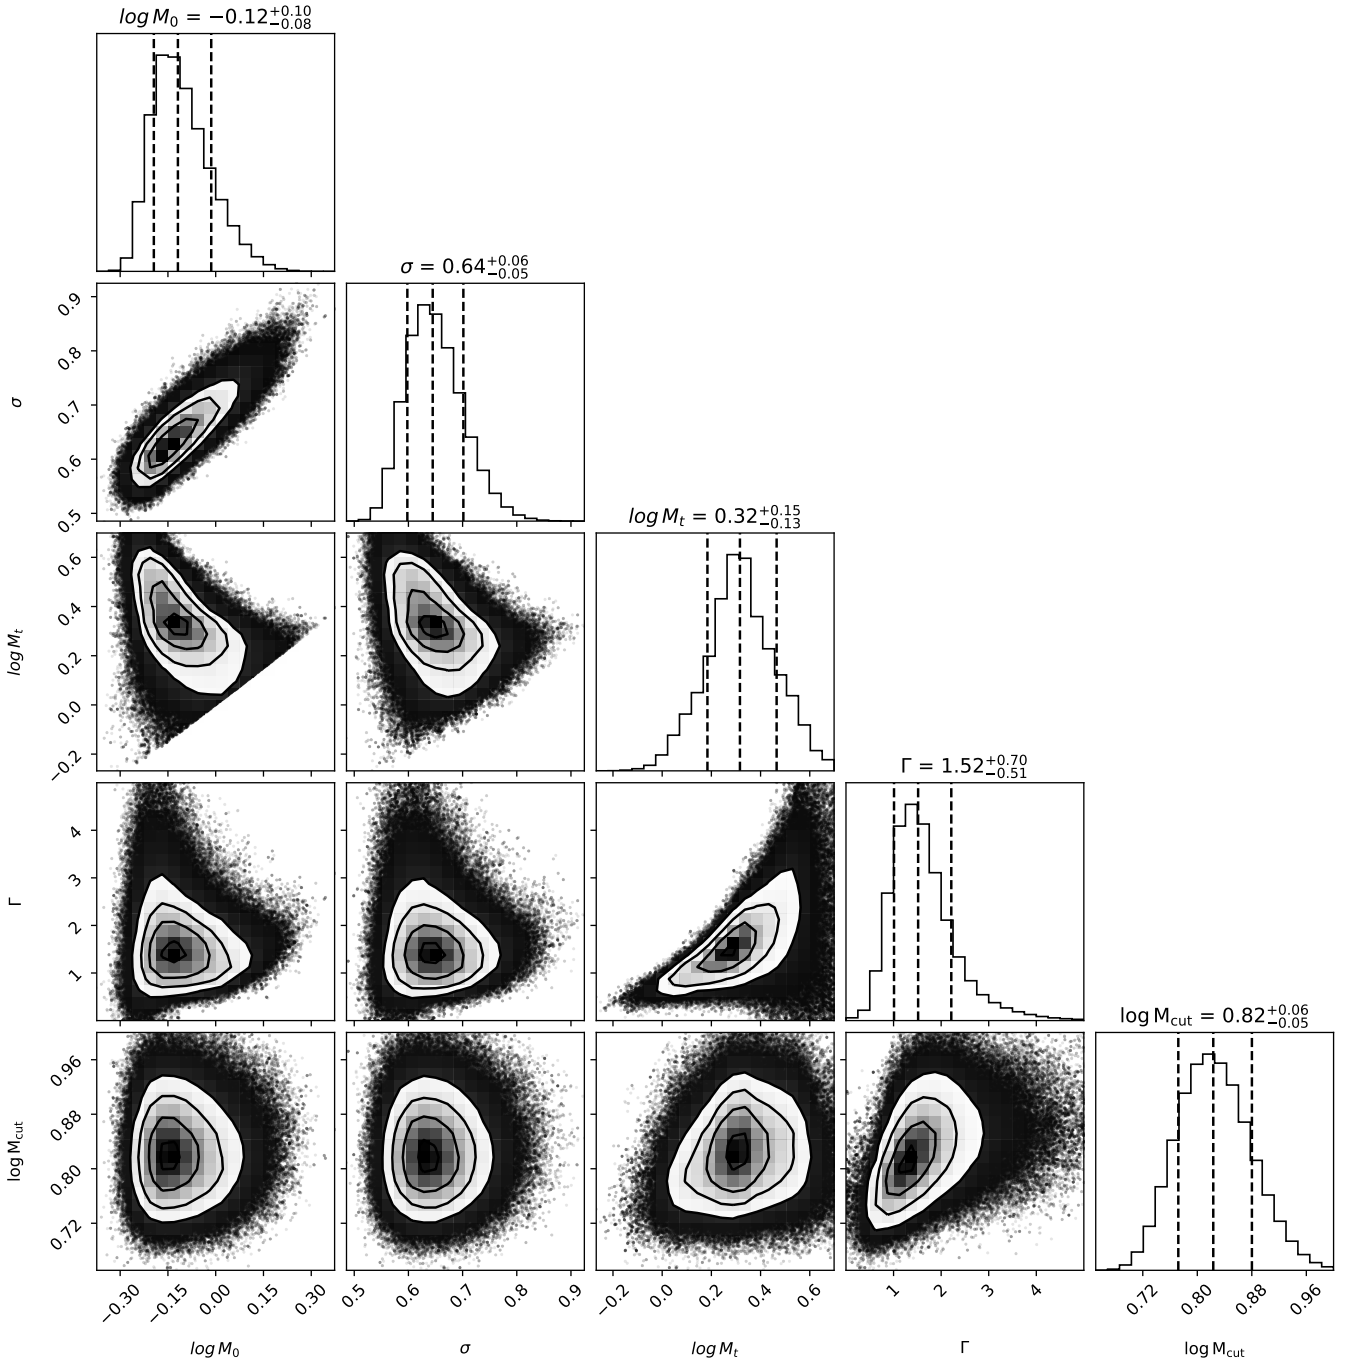 log M₀ = −0.12⁺⁰·¹⁰₋₀.₀₈
σ = 0.64⁺⁰·⁰⁶₋₀.₀₅
0.9
0.8
0.7
0.6
0.5
σ
log Mₜ = 0.32⁺⁰·¹⁵₋₀.₁₃
0.6
0.4
0.2
0.0
−0.2
log Mₜ
Γ = 1.52⁺⁰·⁷⁰₋₀.₅₁
4
3
2
1
Γ
log M_cut = 0.82⁺⁰·⁰⁶₋₀.₀₅
0.96
0.88
0.80
0.72
log M_cut
−0.30 −0.15 0.00 0.15 0.30 0.5 0.6 0.7 0.8 0.9 −0.2 0.0 0.2 0.4 0.6 1 2 3 4 0.72 0.80 0.88 0.96
log M₀ σ log Mₜ Γ log M_cut